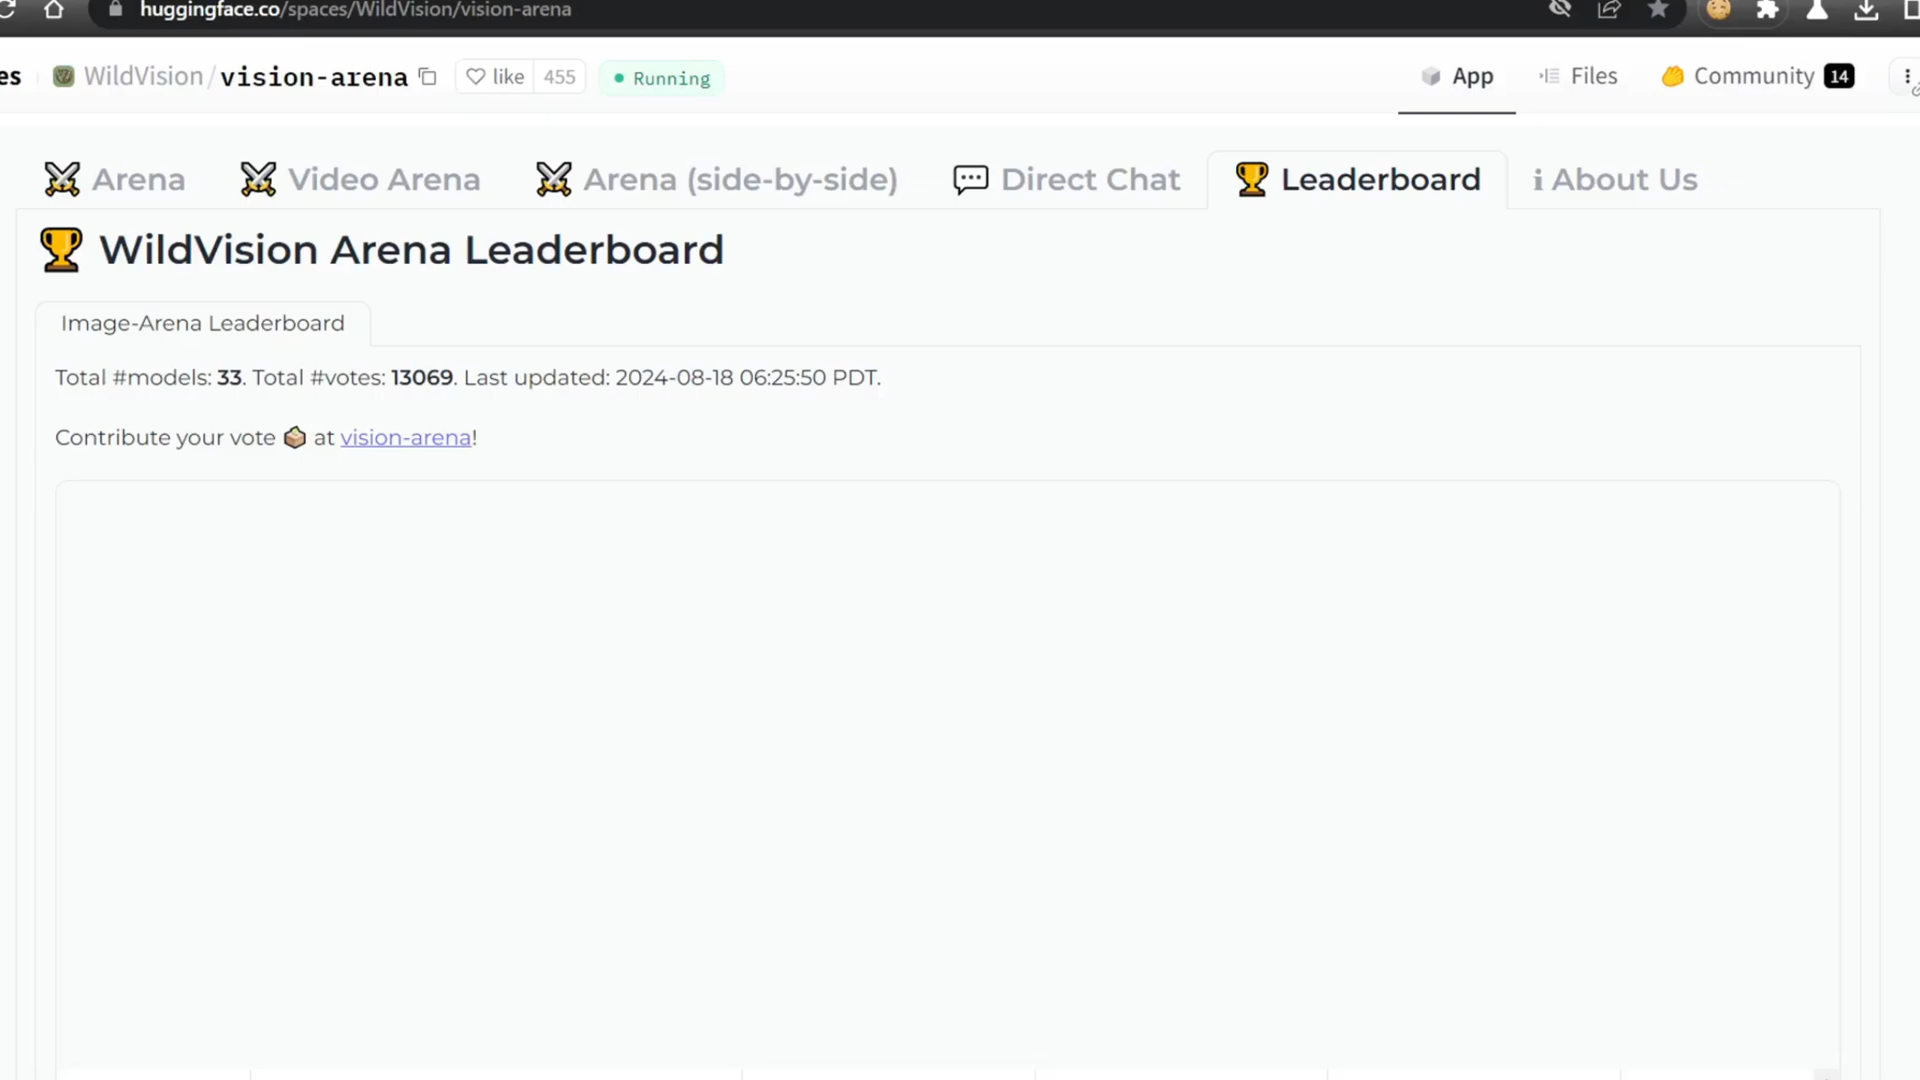 huggingface.co/spaces/WildVision/vision-arena
es WildVision/vision-arena like 455 Running App Files Community 14
Arena Video Arena Arena (side-by-side) Direct Chat Leaderboard About Us
WildVision Arena Leaderboard
Image-Arena Leaderboard
Total #models: 33. Total #votes: 13069. Last updated: 2024-08-18 06:25:50 PDT.
Contribute your vote at vision-arena!